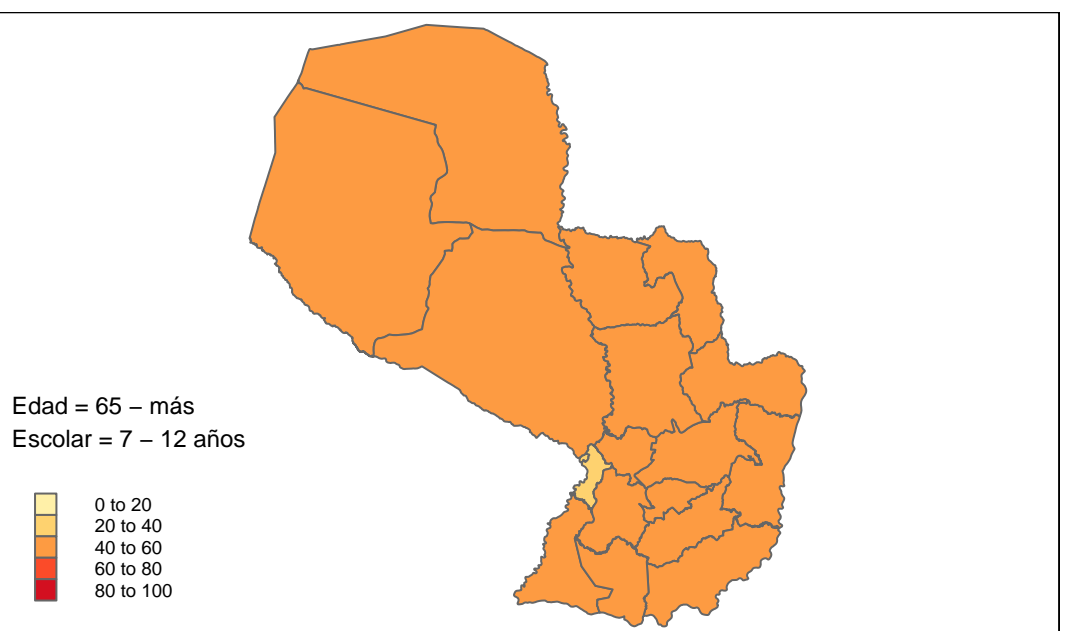 Edad = 65 − más
Escolar = 7 − 12 años
0 to 20
20 to 40
40 to 60
60 to 80
80 to 100